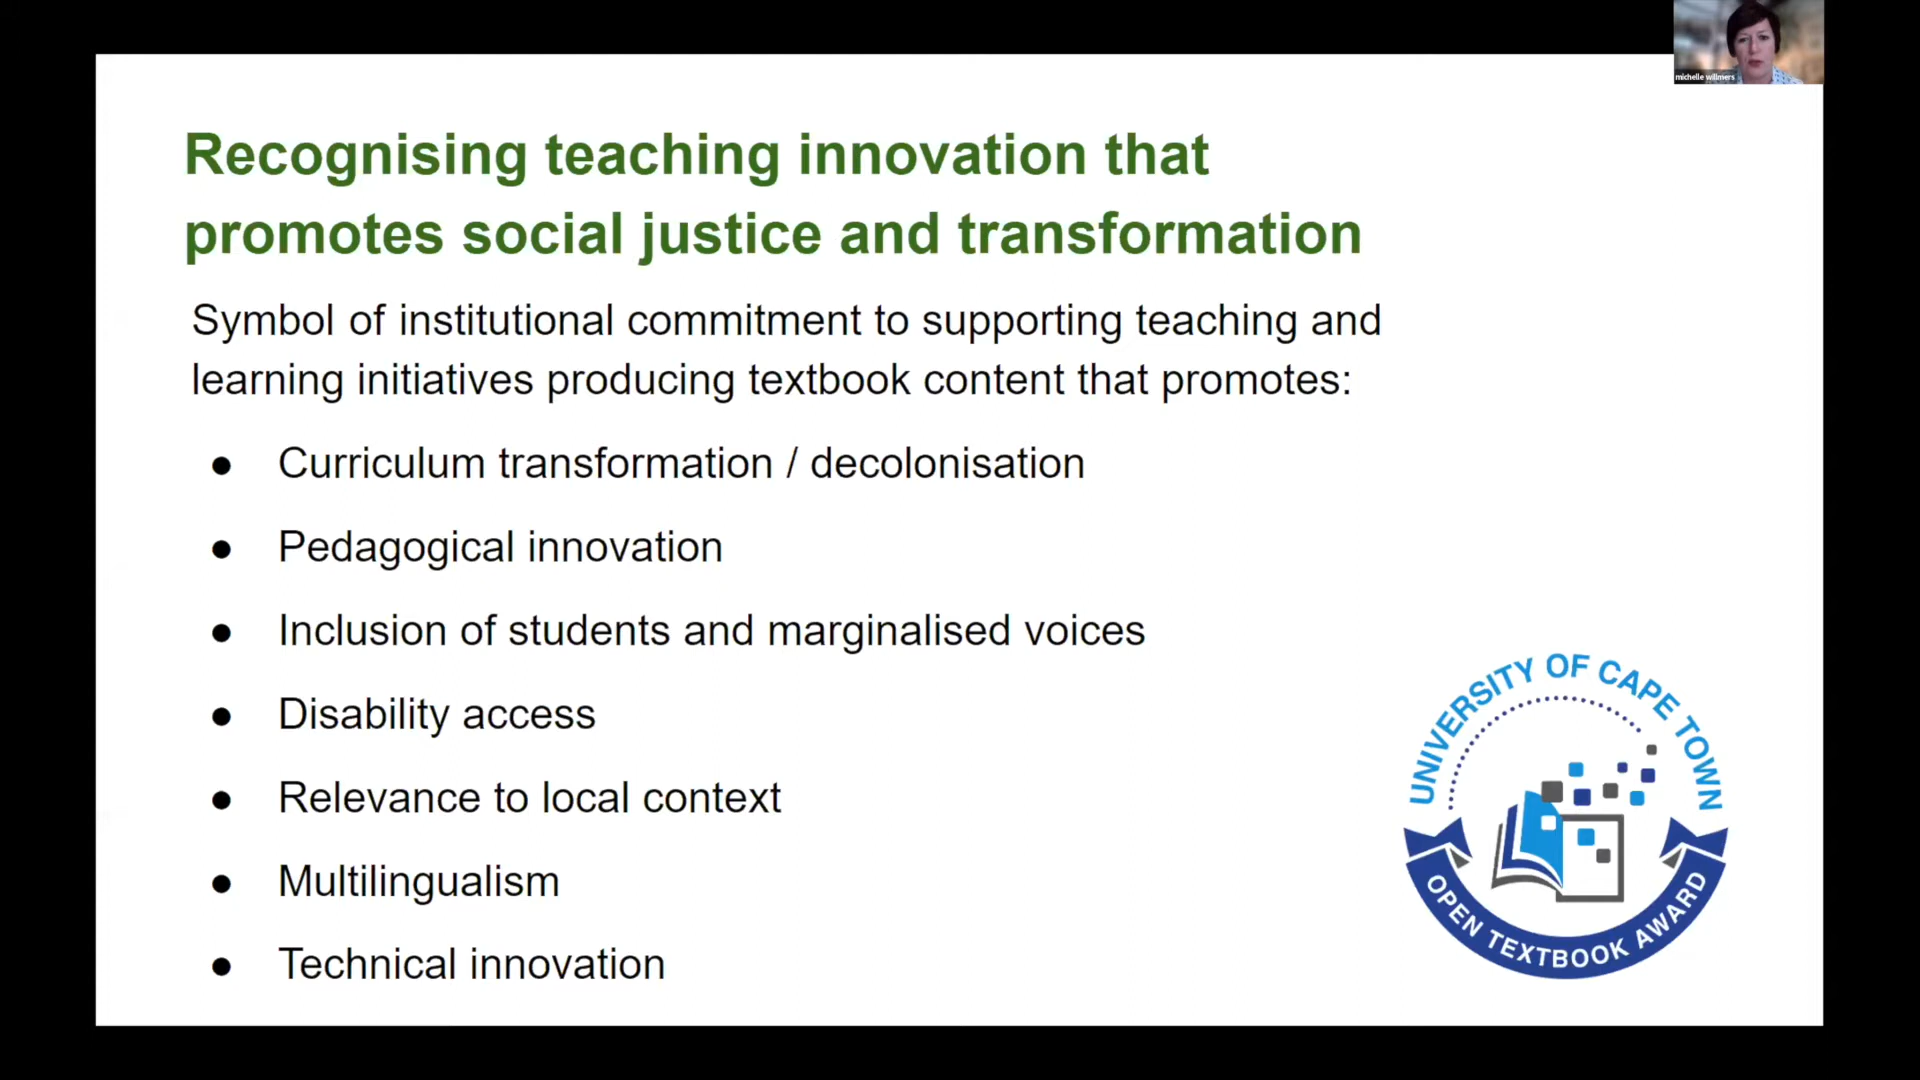 michelle willmers
Recognising teaching innovation that
promotes social justice and transformation
Symbol of institutional commitment to supporting teaching and
learning initiatives producing textbook content that promotes:
● Curriculum transformation / decolonisation
● Pedagogical innovation
● Inclusion of students and marginalised voices
● Disability access
● Relevance to local context
● Multilingualism
● Technical innovation
UNIVERSITY OF CAPE TOWN
OPEN TEXTBOOK AWARD